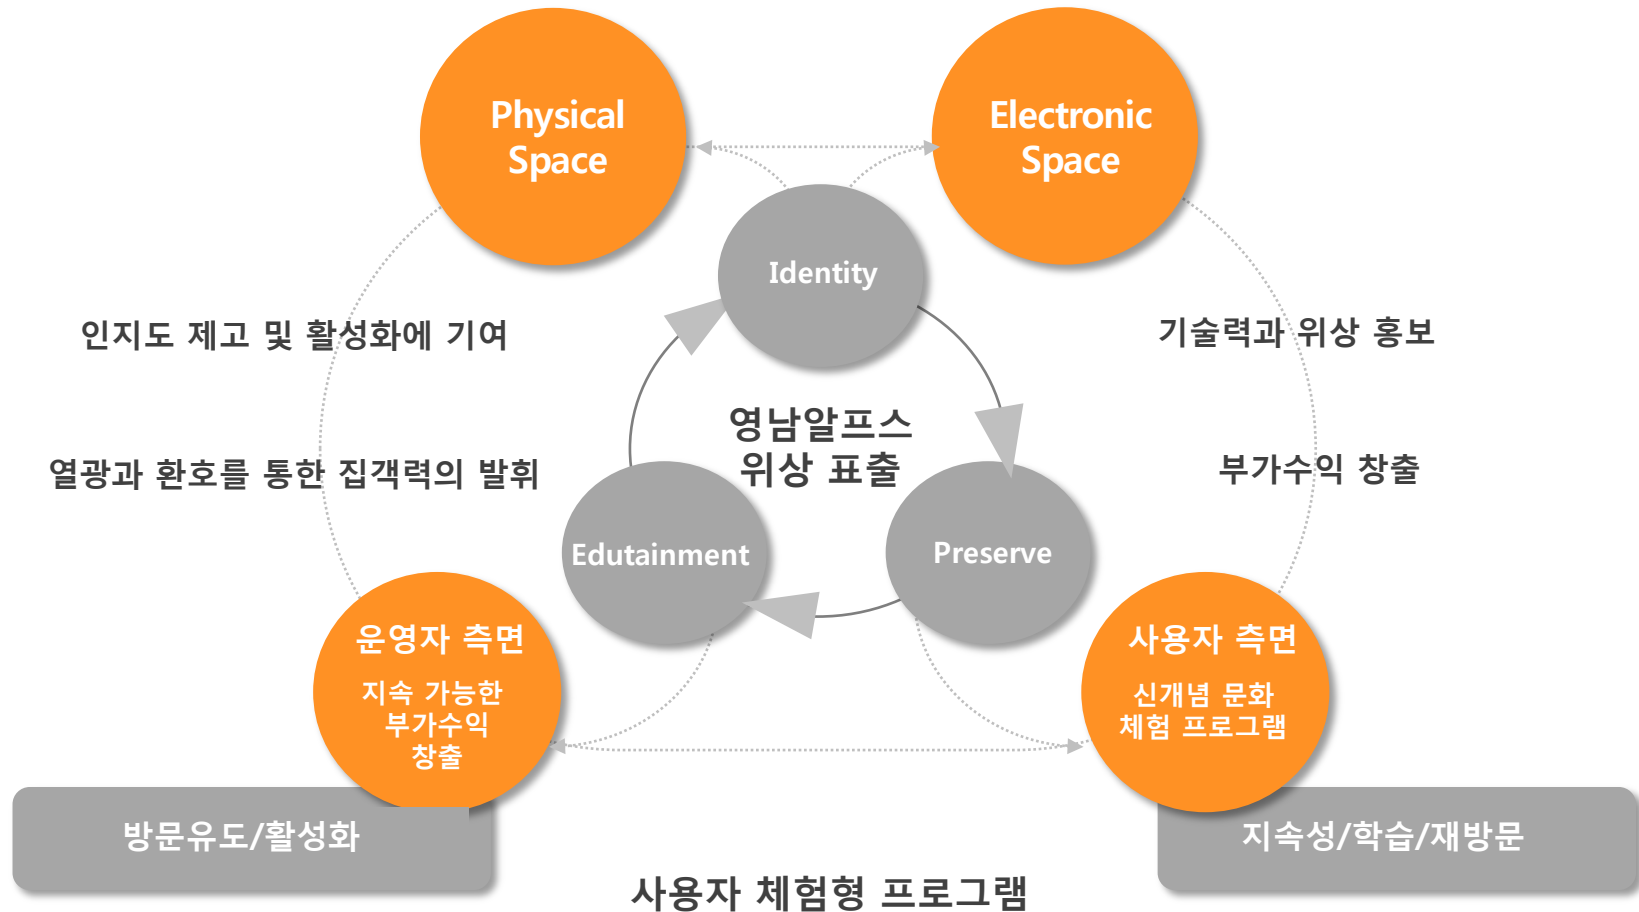 Physical
Space
Electronic
Space
Identity
인지도 제고 및 활성화에 기여
기술력과 위상 홍보
영남알프스
위상 표출
열광과 환호를 통한 집객력의 발휘
부가수익 창출
Edutainment
Preserve
운영자 측면
지속 가능한
부가수익
창출
사용자 측면
신개념 문화
체험 프로그램
방문유도/활성화
지속성/학습/재방문
사용자 체험형 프로그램